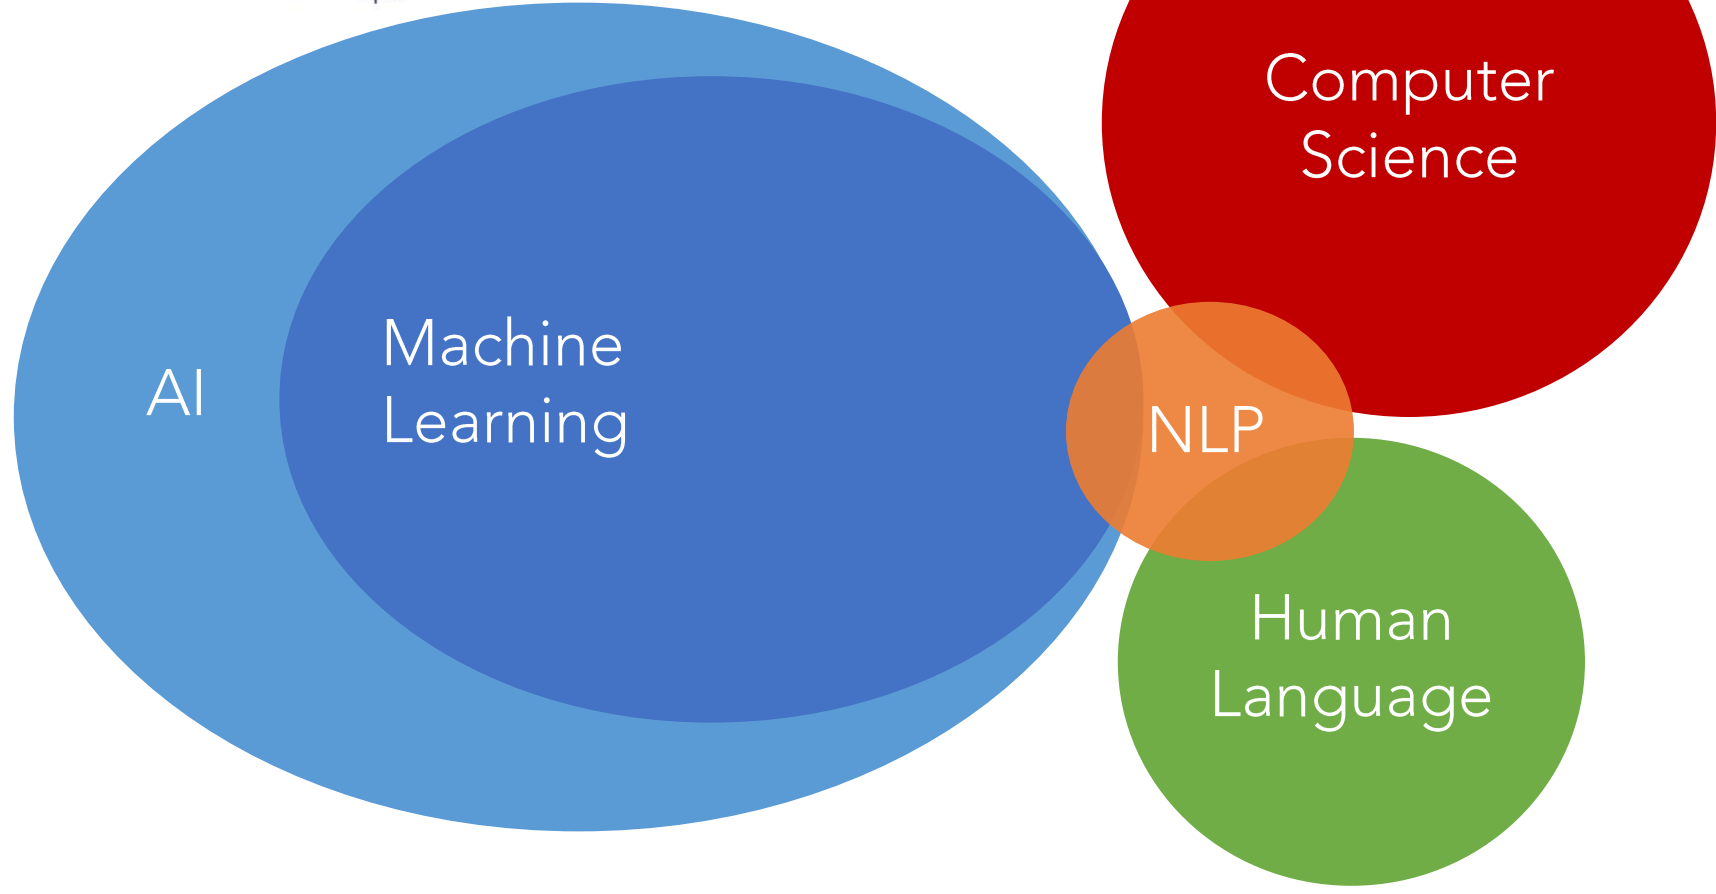 Computer
Science
Machine
Learning
AI
NLP
Human
Language